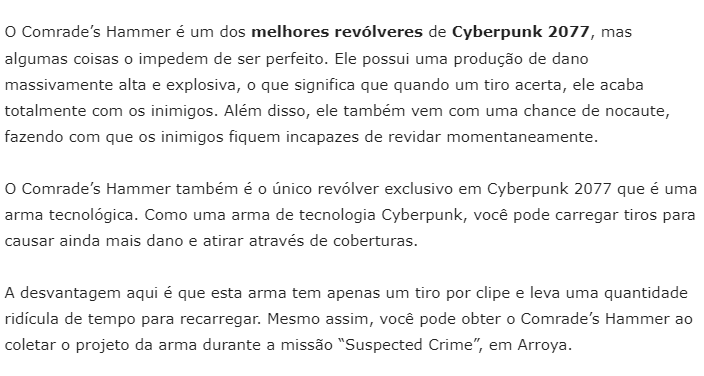 O Comrade’s Hammer é um dos melhores revólveres de Cyberpunk 2077, mas
algumas coisas o impedem de ser perfeito. Ele possui uma produção de dano
massivamente alta e explosiva, o que significa que quando um tiro acerta, ele acaba
totalmente com os inimigos. Além disso, ele também vem com uma chance de nocaute,
fazendo com que os inimigos fiquem incapazes de revidar momentaneamente.
O Comrade’s Hammer também é o único revólver exclusivo em Cyberpunk 2077 que é uma
arma tecnológica. Como uma arma de tecnologia Cyberpunk, você pode carregar tiros para
causar ainda mais dano e atirar através de coberturas.
A desvantagem aqui é que esta arma tem apenas um tiro por clipe e leva uma quantidade
ridícula de tempo para recarregar. Mesmo assim, você pode obter o Comrade’s Hammer ao
coletar o projeto da arma durante a missão “Suspected Crime”, em Arroya.